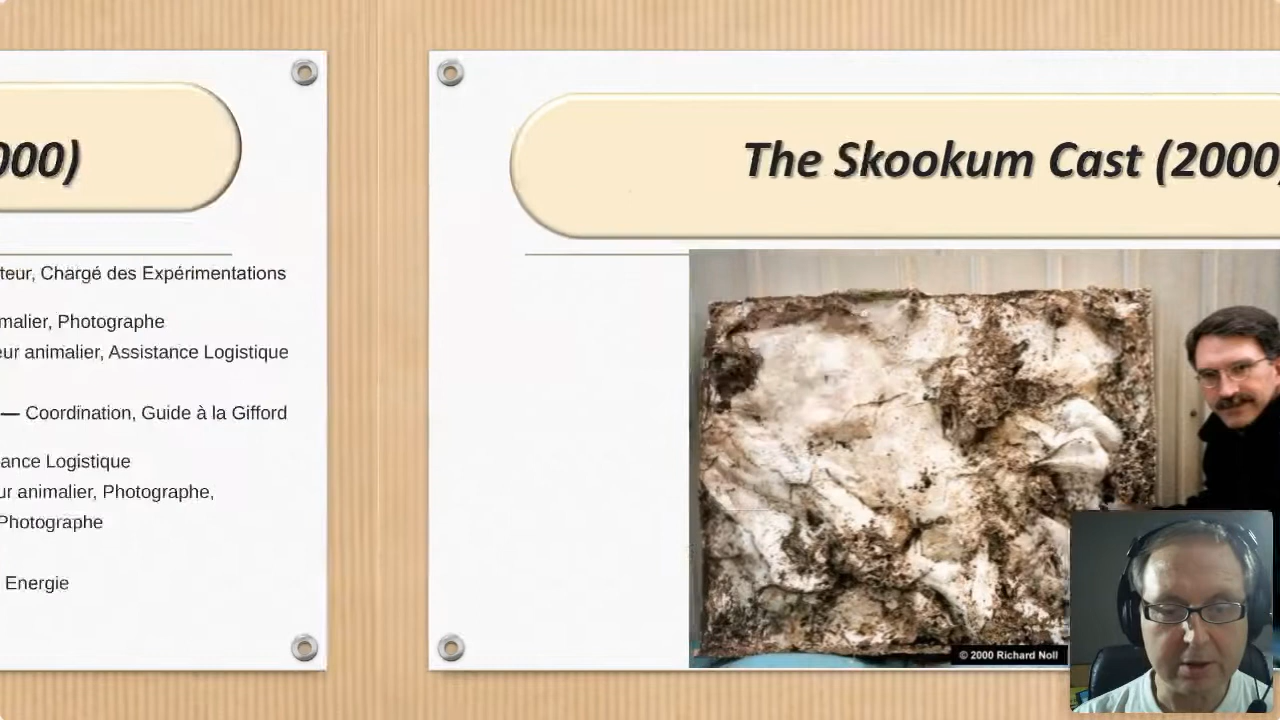 000)
teur, Chargé des Expérimentations
malier, Photographe
eur animalier, Assistance Logistique
— Coordination, Guide à la Gifford
ance Logistique
ur animalier, Photographe,
Photographe
Energie
The Skookum Cast (2000)
© 2000 Richard Noll